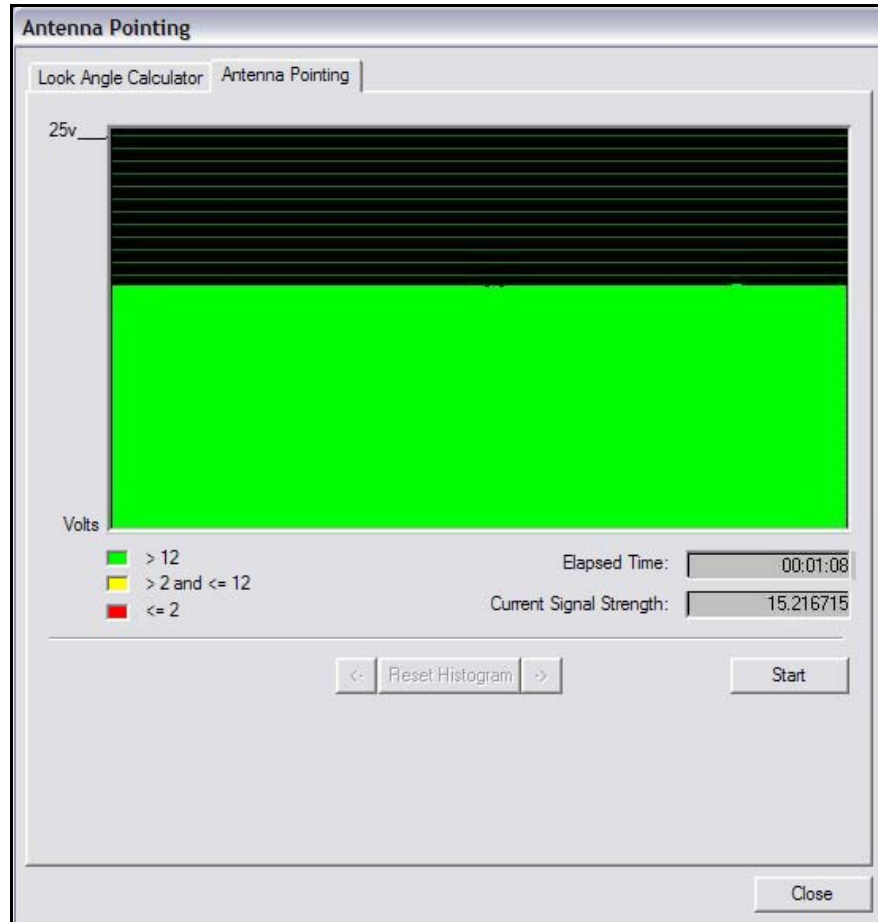 Antenna Pointing
Look Angle Calculator Antenna Pointing
25v
Volts
> 12
> 2 and <= 12
<= 2
Elapsed Time: 00:01:08
Current Signal Strength: 15.216715
<- Reset Histogram ->
Start
Close